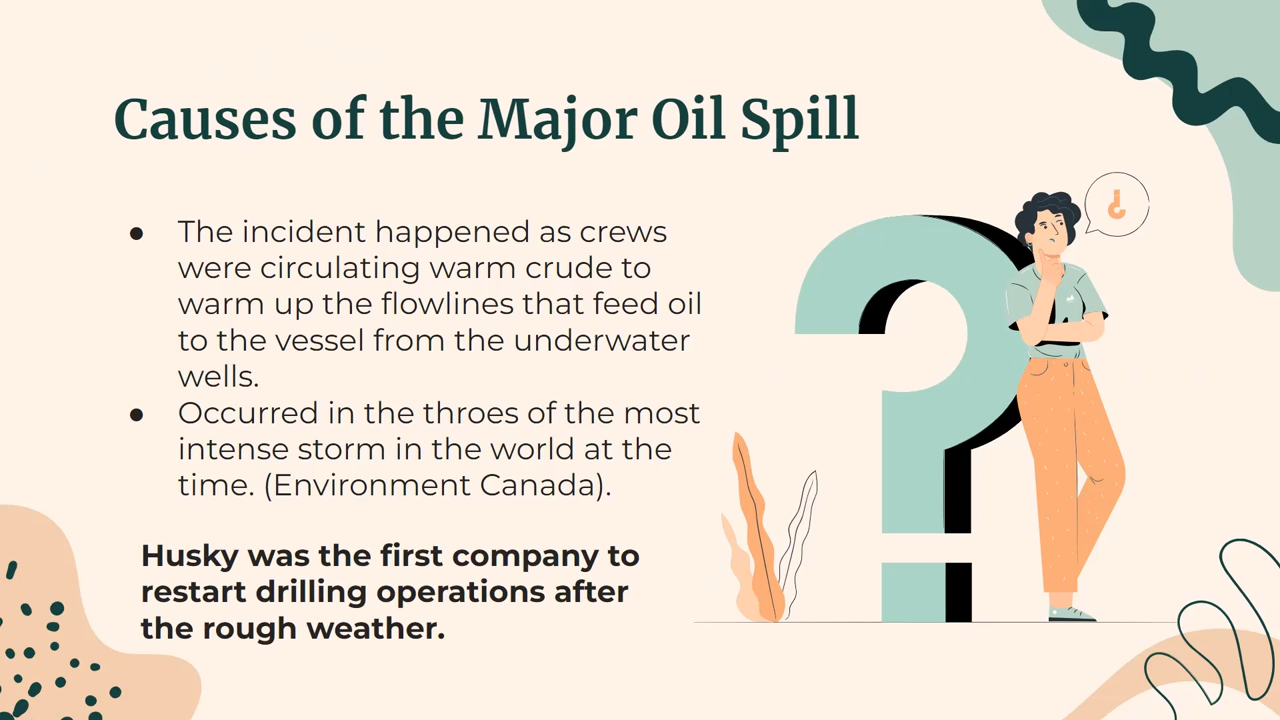 Causes of the Major Oil Spill
● The incident happened as crews
were circulating warm crude to
warm up the flowlines that feed oil
to the vessel from the underwater
wells.
● Occurred in the throes of the most
intense storm in the world at the
time. (Environment Canada).
Husky was the first company to
restart drilling operations after
the rough weather.